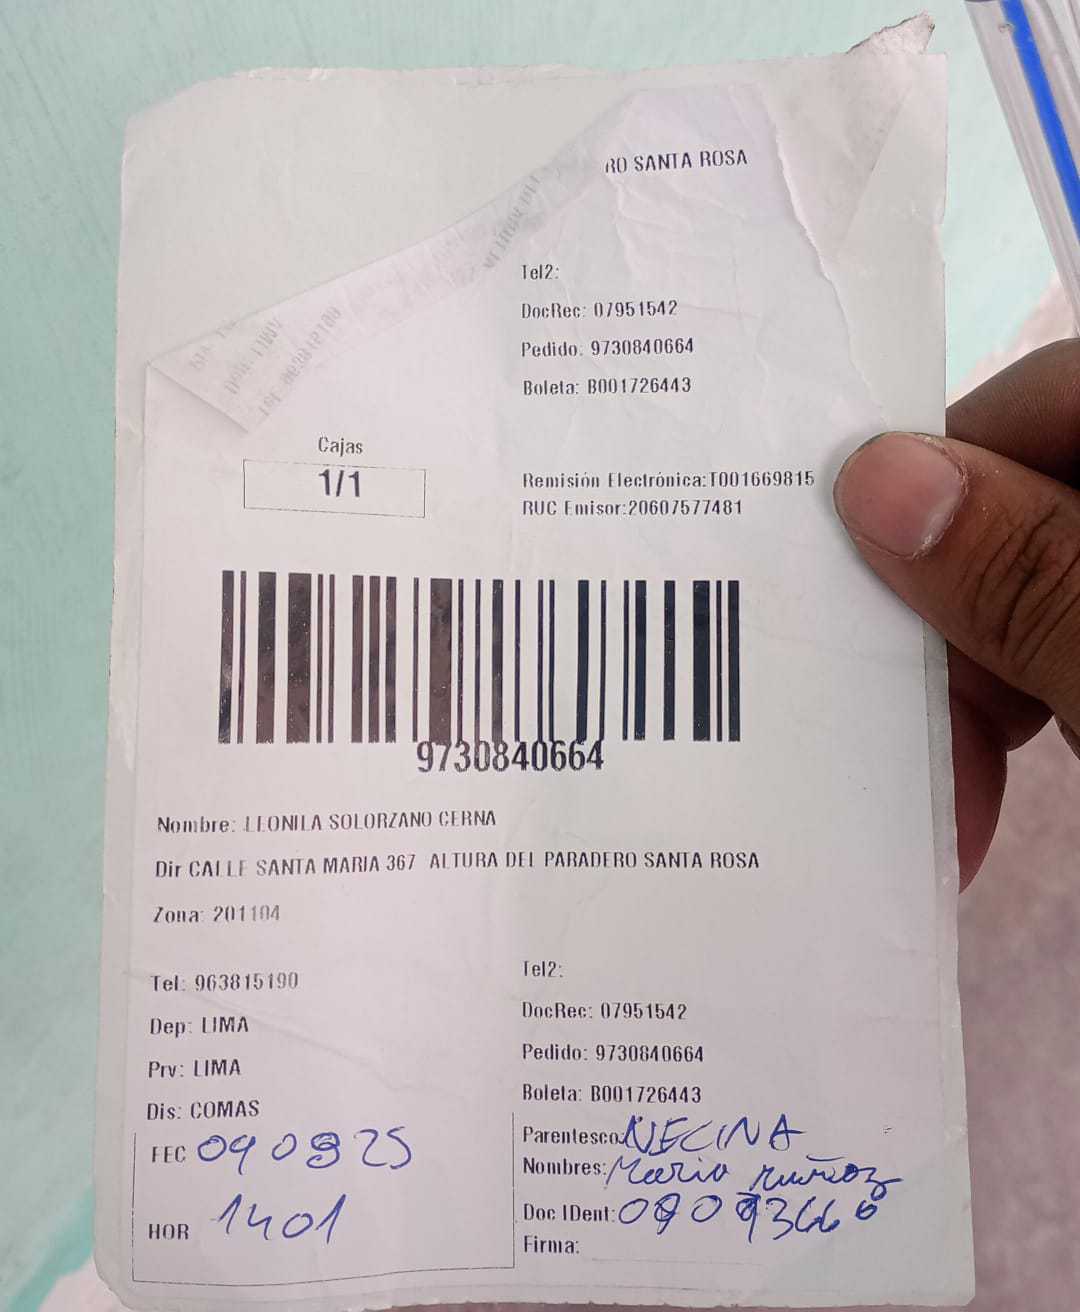 RO SANTA ROSA
Tel2:
DocRec: 07951542
Pedido: 9730840664
Boleta: B001726443
Cajas
1/1
Remisión Electrónica:T001669815
RUC Emisor:20607577481
9730840664
Nombre: LEONILA SOLORZANO CERNA
Dir CALLE SANTA MARIA 367 ALTURA DEL PARADERO SANTA ROSA
Zona: 201104
Tel: 963815190
Tel2:
Dep: LIMA
DocRec: 07951542
Prv: LIMA
Pedido: 9730840664
Dis: COMAS
Boleta: B001726443
FEC 090825
Parentesco: VECINA
Nombres: Maria muñoz
HOR 1401
Doc IDent:
Firma: